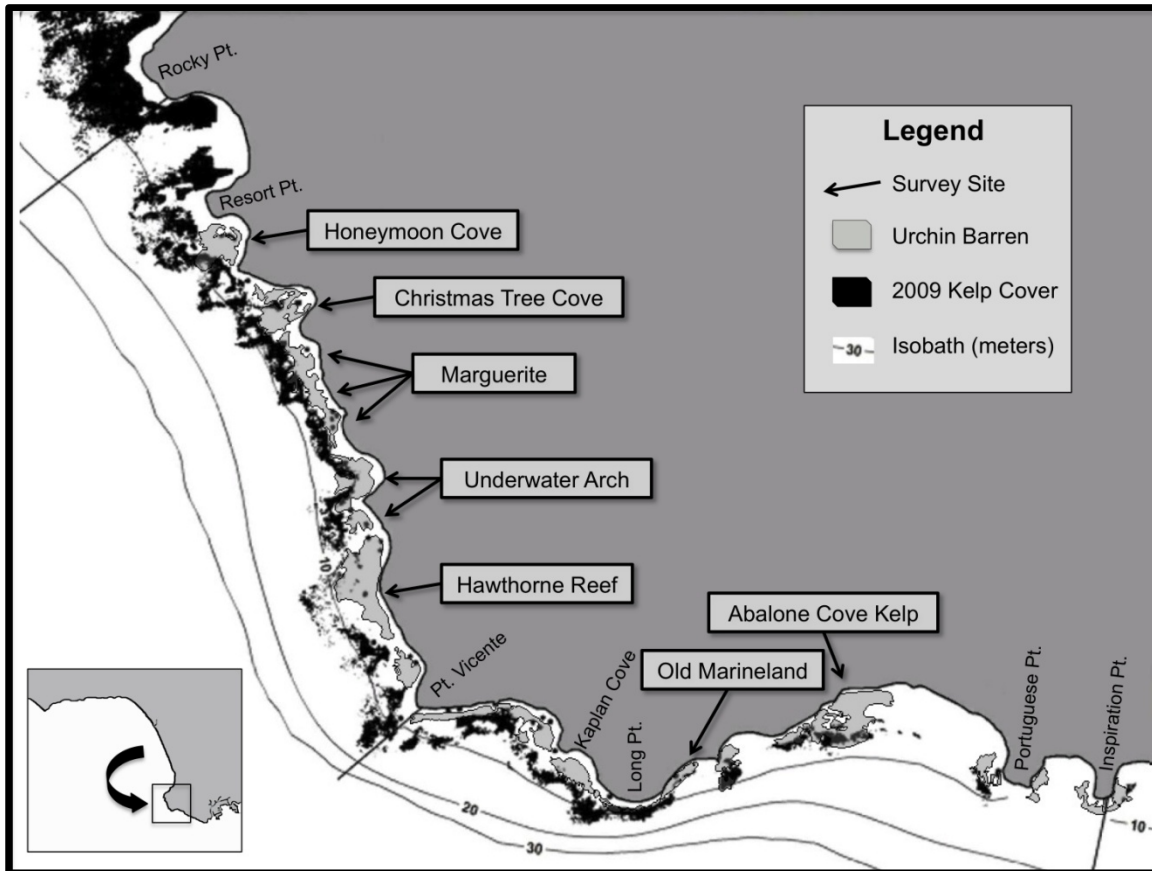 Rocky Pt.
Resort Pt.
Honeymoon Cove
Christmas Tree Cove
Marguerite
Underwater Arch
Hawthorne Reef
Abalone Cove Kelp
Old Marineland
Pt. Vicente
Kaplan Cove
Long Pt.
Portuguese Pt.
Inspiration Pt.
10
20
30
10
Legend
Survey Site
Urchin Barren
2009 Kelp Cover
30
Isobath (meters)